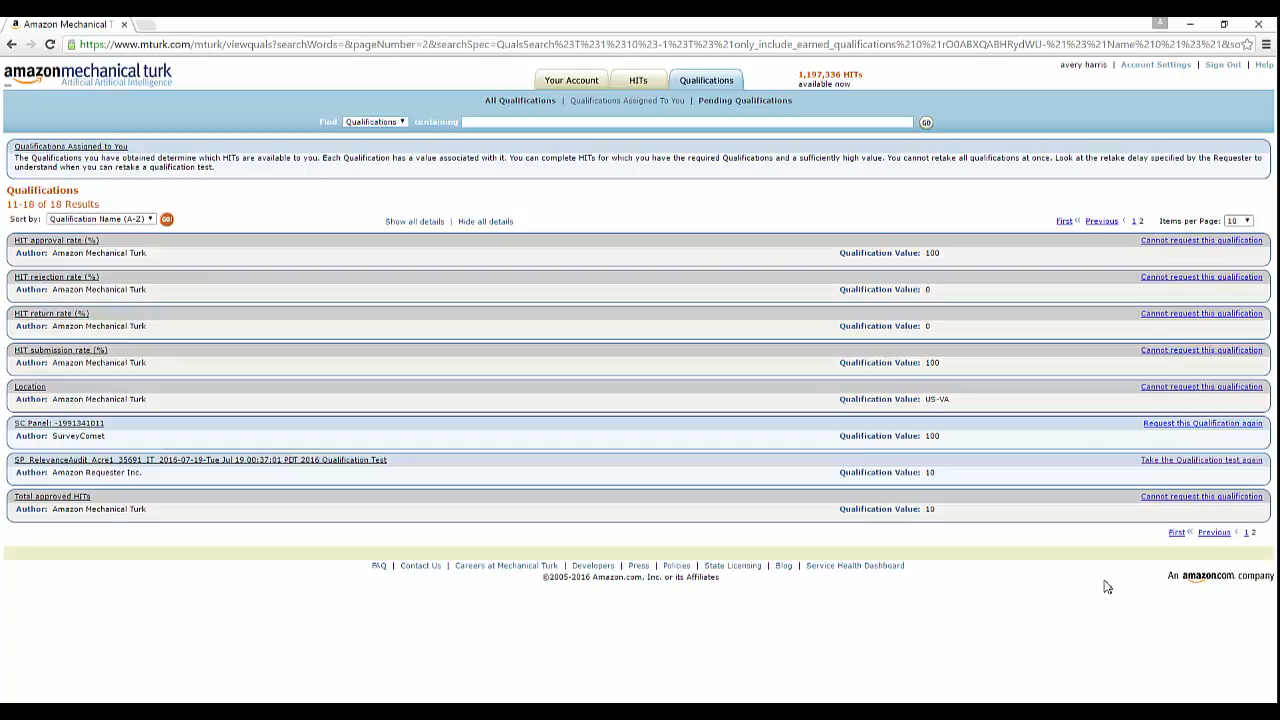 Amazon Mechanical T
https://www.mturk.com/mturk/viewquals?searchWords=&pageNumber=2&searchSpec=QualsSearch%23T%231%2310%23-1%23T%23%21only_include_earned_qualifications%210%21rO0ABXQABHRydWU-%21%23%21Name%210%21%23%21&so
amazonmechanical turk
Artificial Artificial Intelligence
Your Account
HITs
Qualifications
1,197,336 HITs
available now
avery harris | Account Settings | Sign Out | Help
All Qualifications | Qualifications Assigned To You | Pending Qualifications
Find Qualifications containing GO
Qualifications Assigned to You
The Qualifications you have obtained determine which HITs are available to you. Each Qualification has a value associated with it. You can complete HITs for which you have the required Qualifications and a sufficiently high value. You cannot retake all qualifications at once. Look at the retake delay specified by the Requester to
understand when you can retake a qualification test.
Qualifications
11-18 of 18 Results
Sort by: Qualification Name (A-Z) GO! Show all details | Hide all details First « Previous ‹ 1 2 Items per Page: 10
HIT approval rate (%) Cannot request this qualification
Author: Amazon Mechanical Turk Qualification Value: 100
HIT rejection rate (%) Cannot request this qualification
Author: Amazon Mechanical Turk Qualification Value: 0
HIT return rate (%) Cannot request this qualification
Author: Amazon Mechanical Turk Qualification Value: 0
HIT submission rate (%) Cannot request this qualification
Author: Amazon Mechanical Turk Qualification Value: 100
Location Cannot request this qualification
Author: Amazon Mechanical Turk Qualification Value: US-VA
SC Panel: -1991341011 Request this Qualification again
Author: SurveyComet Qualification Value: 100
SP_RelevanceAudit_Acre1_35691_IT_2016-07-19-Tue Jul 19 00:37:01 PDT 2016 Qualification Test Take the Qualification test again
Author: Amazon Requester Inc. Qualification Value: 10
Total approved HITs Cannot request this qualification
Author: Amazon Mechanical Turk Qualification Value: 10
First « Previous ‹ 1 2
FAQ | Contact Us | Careers at Mechanical Turk | Developers | Press | Policies | State Licensing | Blog | Service Health Dashboard
©2005-2016 Amazon.com, Inc. or its Affiliates
An amazon.com company